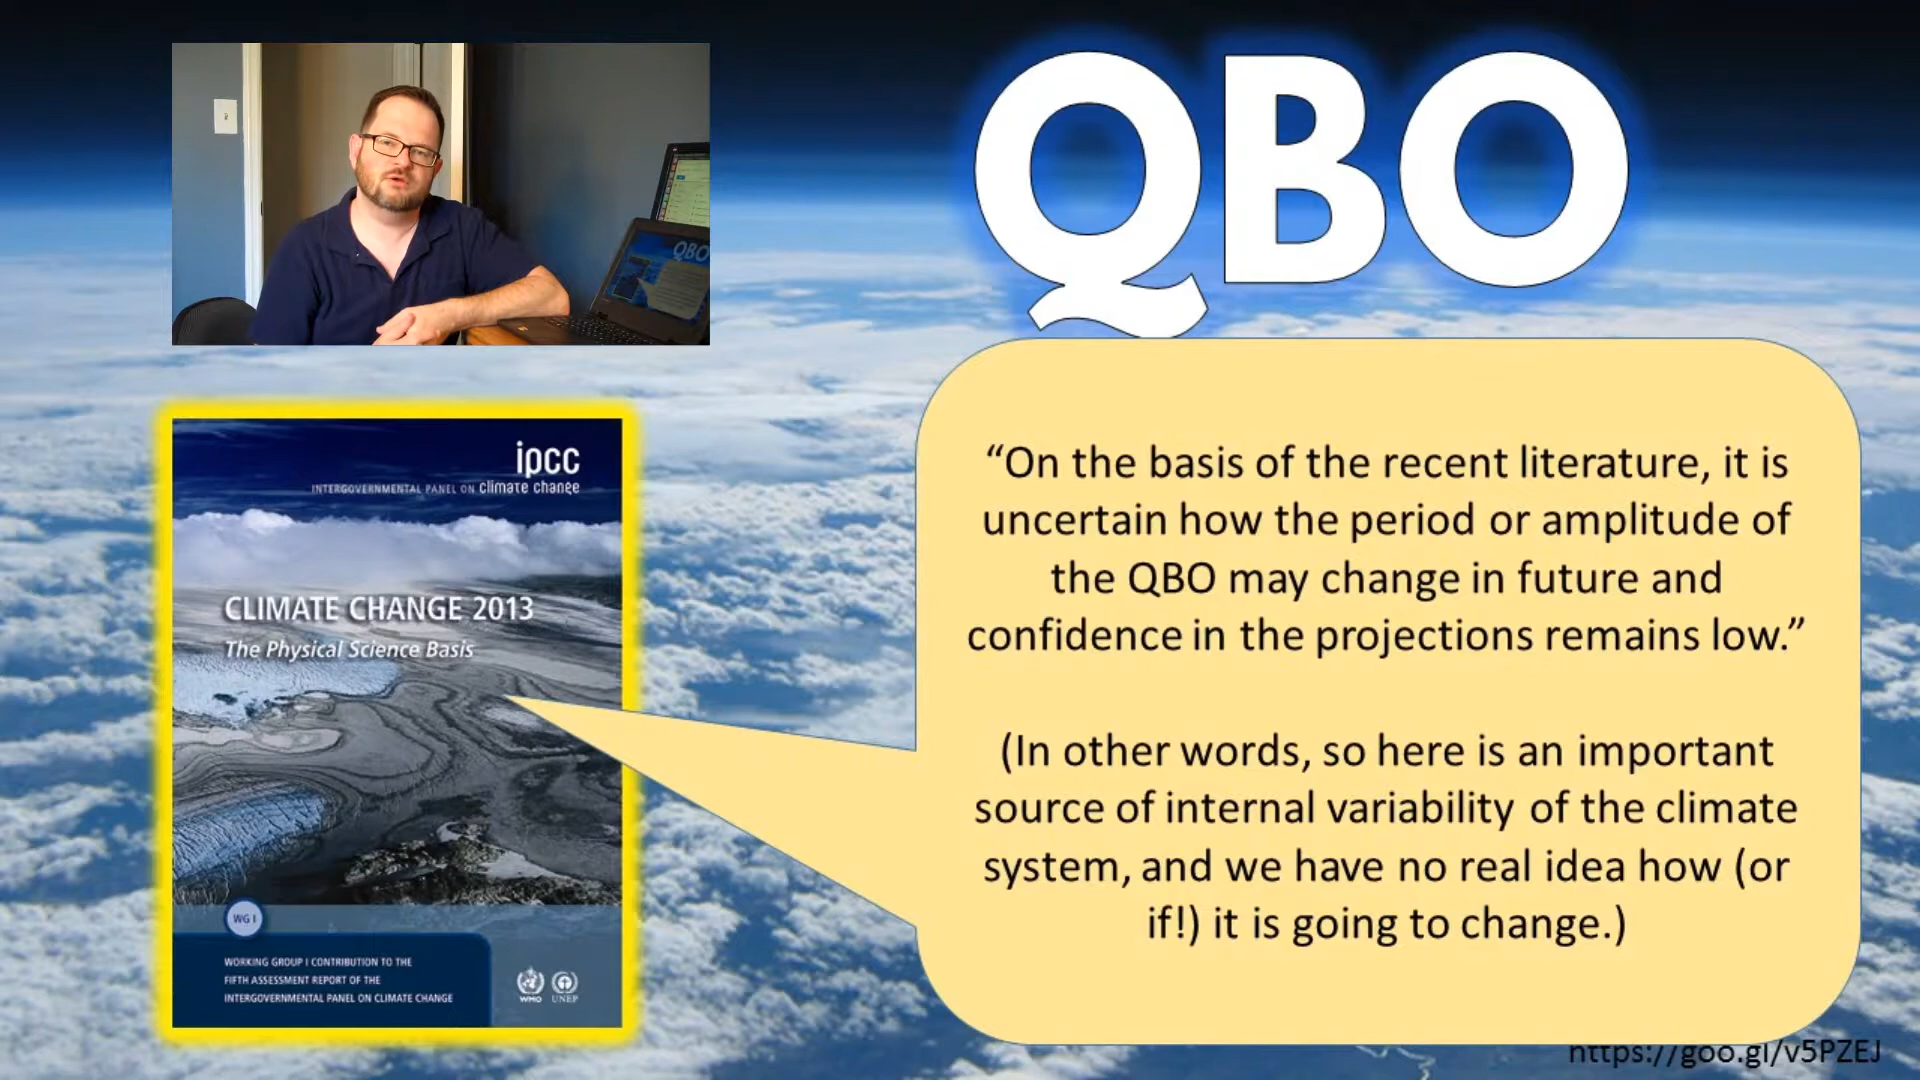 QBO
ipcc
INTERGOVERNMENTAL PANEL ON climate change
CLIMATE CHANGE 2013
The Physical Science Basis
WG I
WORKING GROUP I CONTRIBUTION TO THE
FIFTH ASSESSMENT REPORT OF THE
INTERGOVERNMENTAL PANEL ON CLIMATE CHANGE
WMO UNEP
“On the basis of the recent literature, it is
uncertain how the period or amplitude of
the QBO may change in future and
confidence in the projections remains low.”
(In other words, so here is an important
source of internal variability of the climate
system, and we have no real idea how (or
if!) it is going to change.)
https://goo.gl/v5PZEJ
QBO